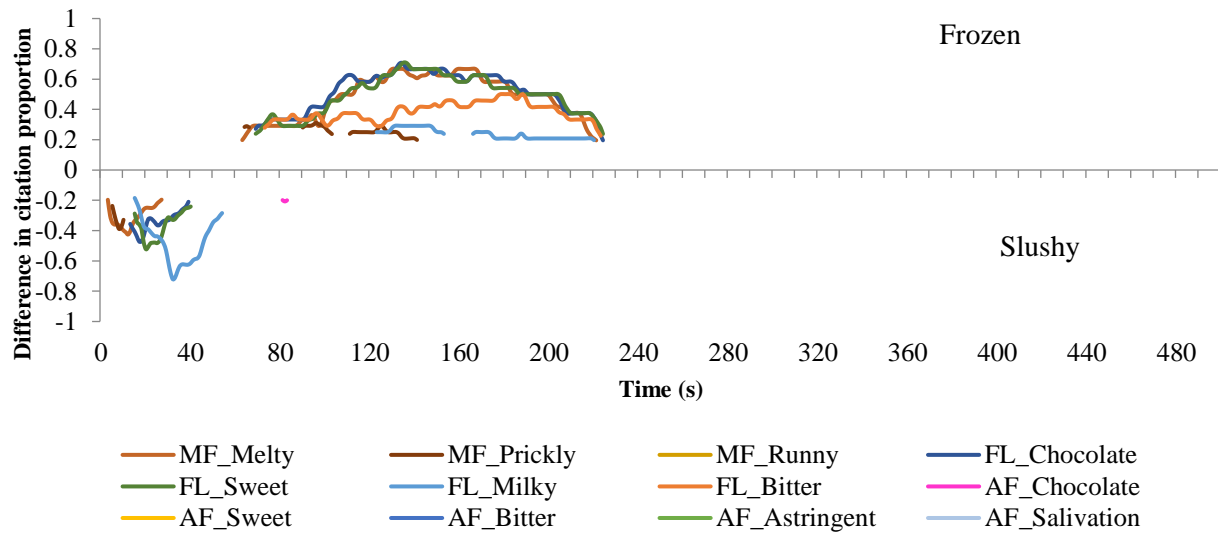 Difference in citation proportion
1
0.8
0.6
0.4
0.2
0
-0.2
-0.4
-0.6
-0.8
-1
Frozen
Slushy
0 40 80 120 160 200 240 280 320 360 400 440 480
Time (s)
MF_Melty MF_Prickly MF_Runny FL_Chocolate
FL_Sweet FL_Milky FL_Bitter AF_Chocolate
AF_Sweet AF_Bitter AF_Astringent AF_Salivation